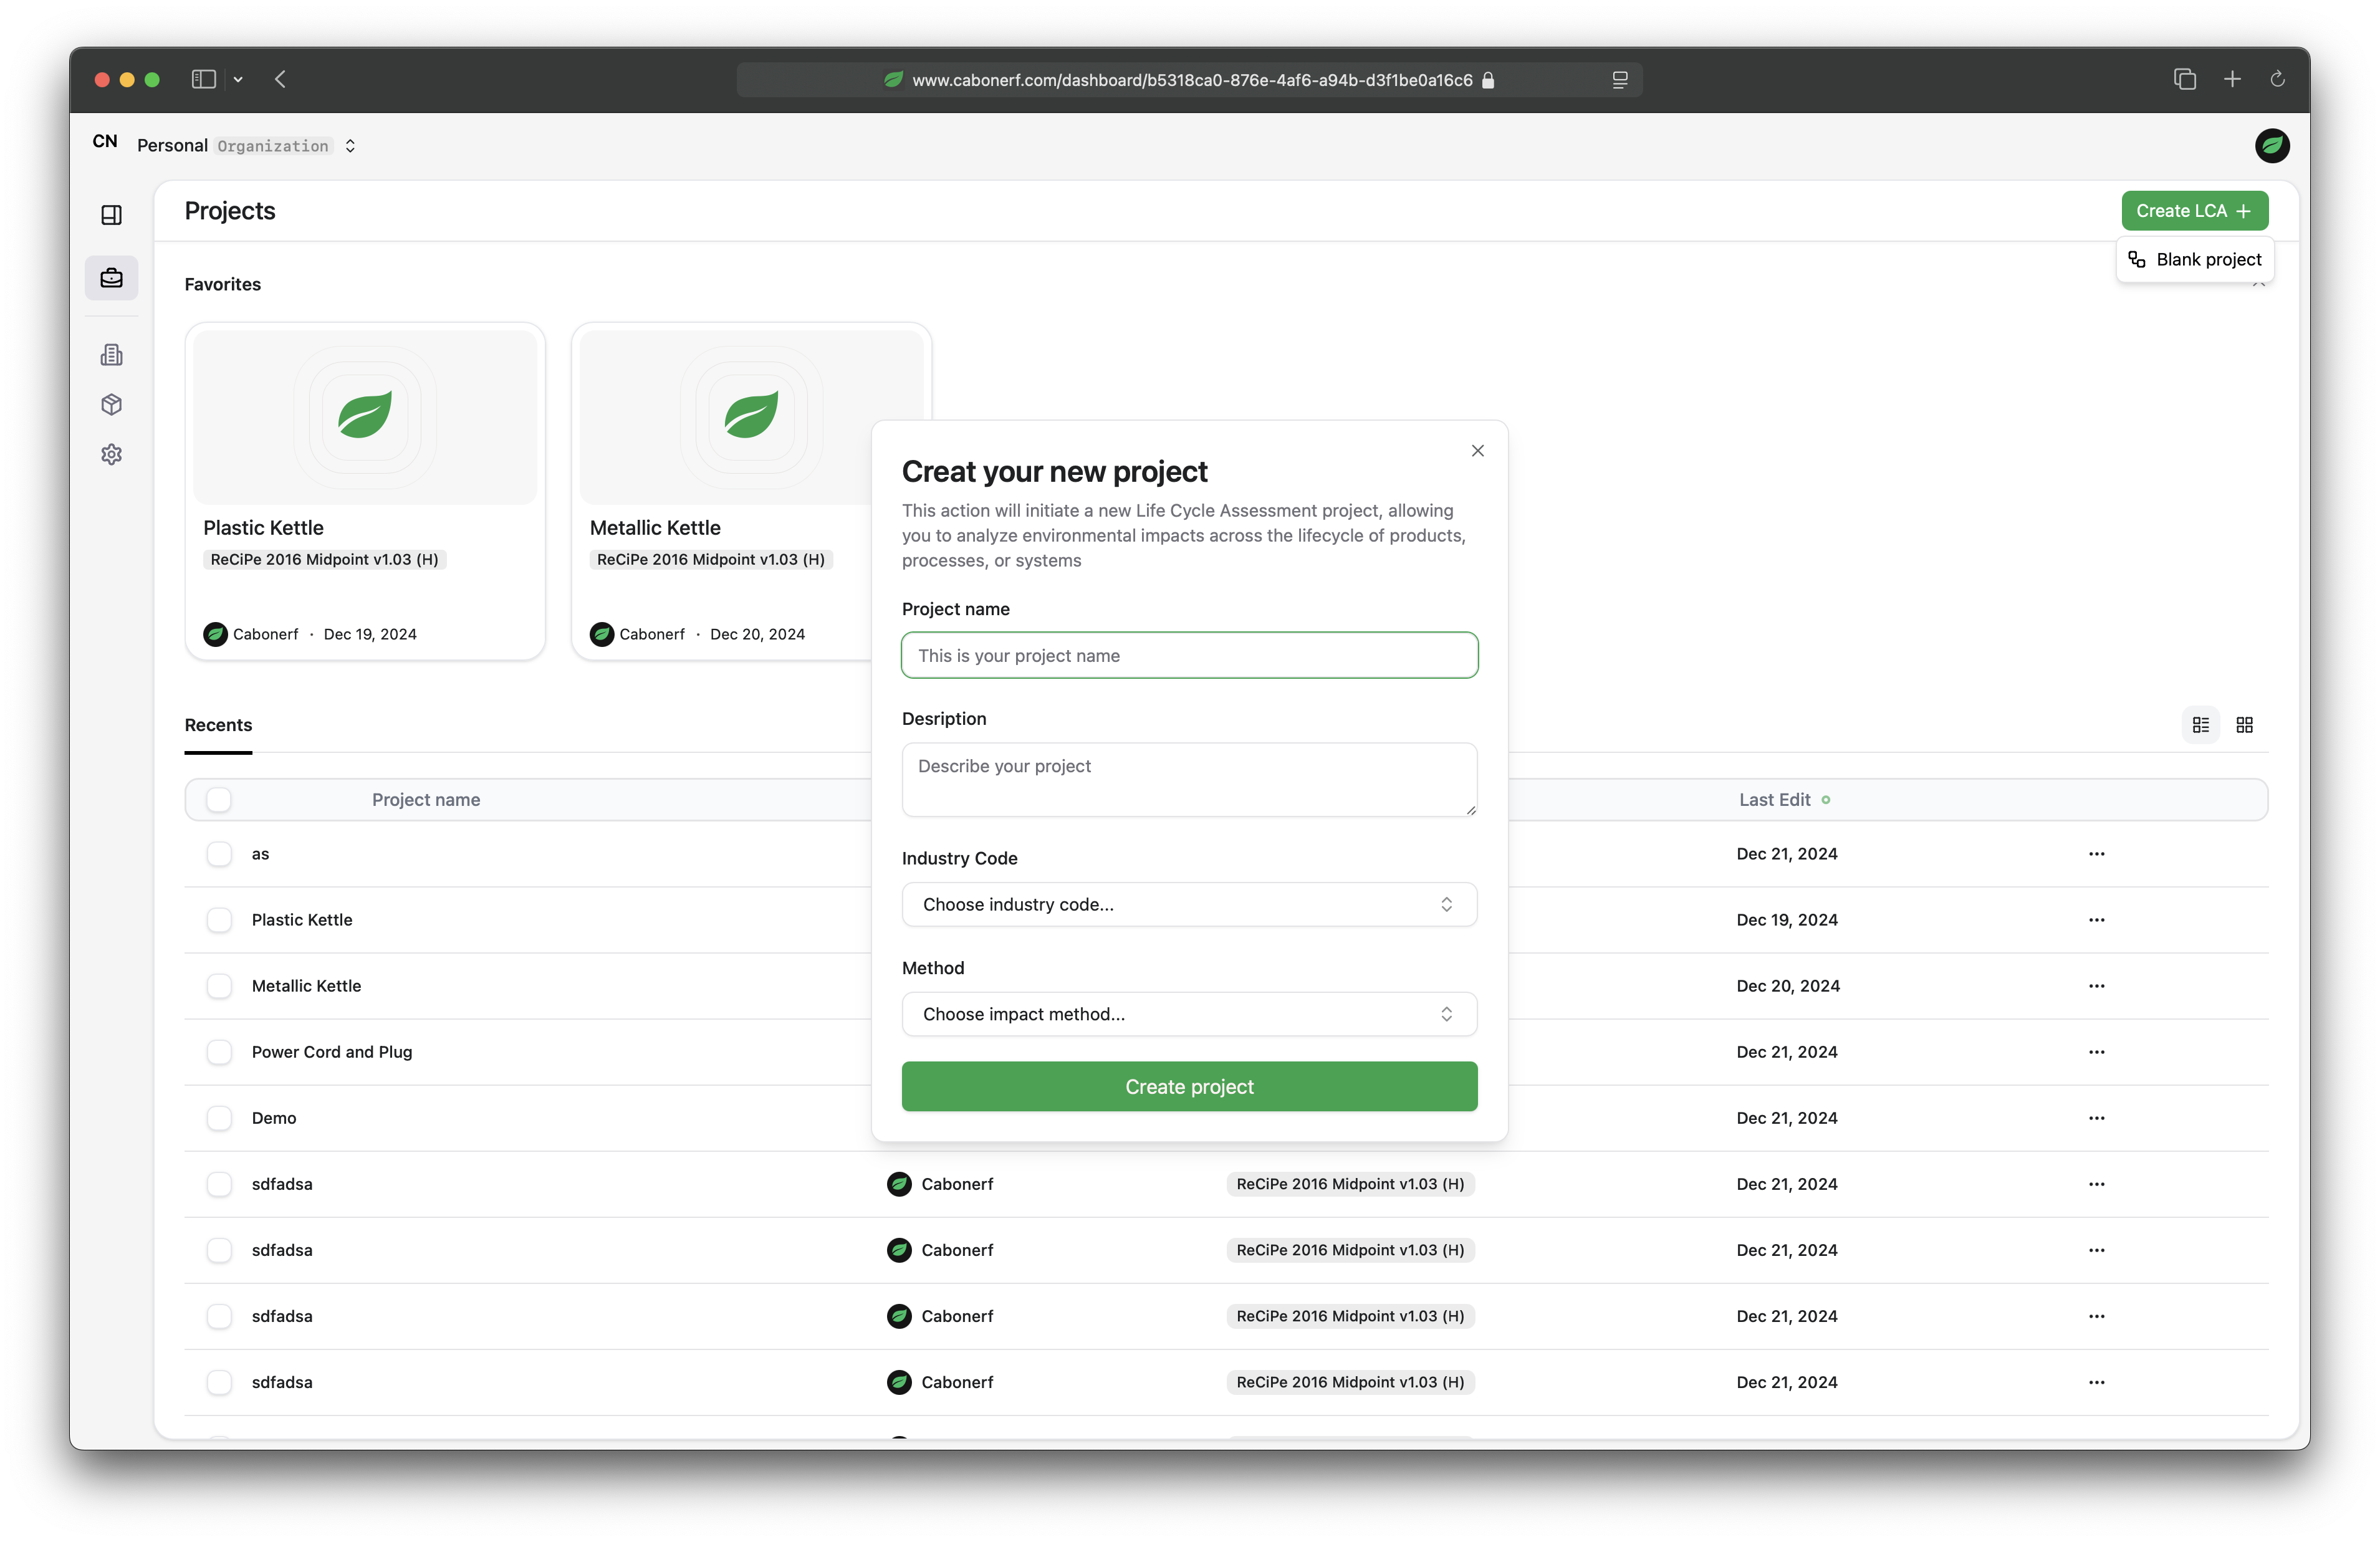 www.cabonerf.com/dashboard/b5318ca0-876e-4af6-a94b-d3f1be0a16c6
CN Personal Organization
Projects
Create LCA +
Blank project
Favorites
Plastic Kettle
ReCiPe 2016 Midpoint v1.03 (H)
Cabonerf · Dec 19, 2024
Metallic Kettle
ReCiPe 2016 Midpoint v1.03 (H)
Cabonerf · Dec 20, 2024
Creat your new project
This action will initiate a new Life Cycle Assessment project, allowing
you to analyze environmental impacts across the lifecycle of products,
processes, or systems
Project name
This is your project name
Desription
Describe your project
Industry Code
Choose industry code...
Method
Choose impact method...
Create project
Recents
Project name Last Edit
as Dec 21, 2024
Plastic Kettle Dec 19, 2024
Metallic Kettle Dec 20, 2024
Power Cord and Plug Dec 21, 2024
Demo Dec 21, 2024
sdfadsa Cabonerf ReCiPe 2016 Midpoint v1.03 (H) Dec 21, 2024
sdfadsa Cabonerf ReCiPe 2016 Midpoint v1.03 (H) Dec 21, 2024
sdfadsa Cabonerf ReCiPe 2016 Midpoint v1.03 (H) Dec 21, 2024
sdfadsa Cabonerf ReCiPe 2016 Midpoint v1.03 (H) Dec 21, 2024